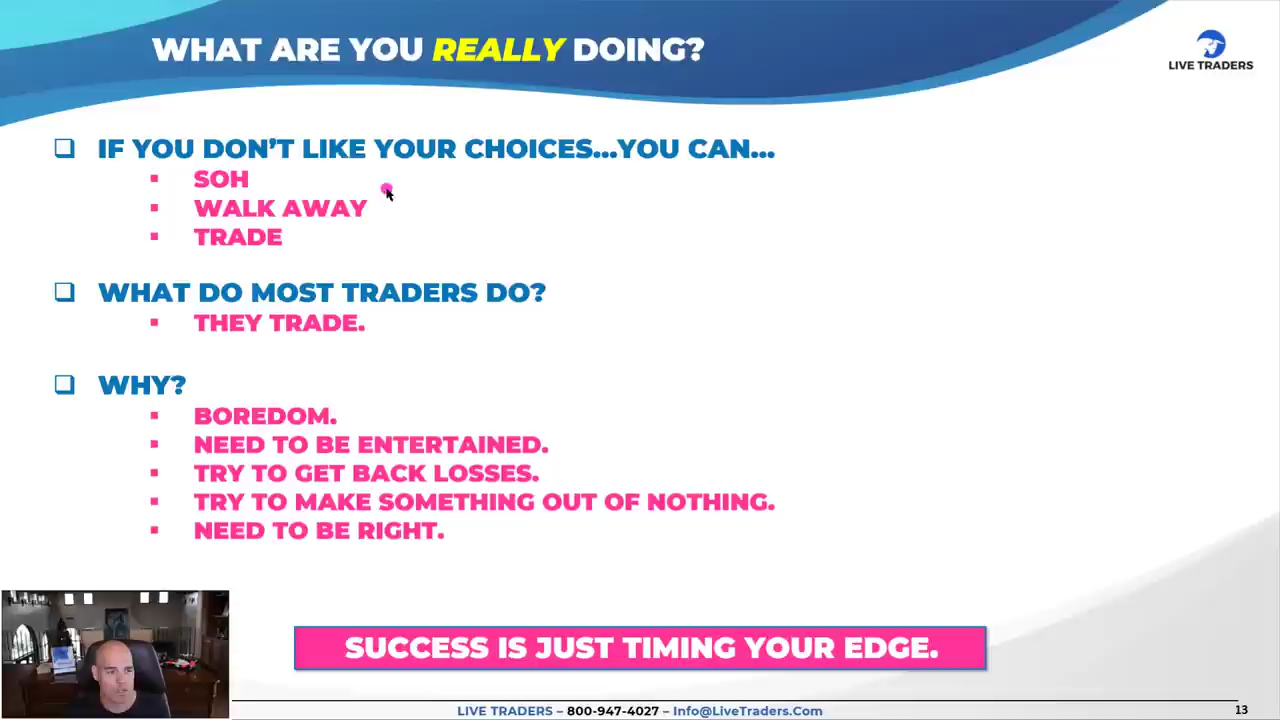 WHAT ARE YOU REALLY DOING?
LIVE TRADERS
IF YOU DON'T LIKE YOUR CHOICES...YOU CAN...
SOH
WALK AWAY
TRADE
WHAT DO MOST TRADERS DO?
THEY TRADE.
WHY?
BOREDOM.
NEED TO BE ENTERTAINED.
TRY TO GET BACK LOSSES.
TRY TO MAKE SOMETHING OUT OF NOTHING.
NEED TO BE RIGHT.
SUCCESS IS JUST TIMING YOUR EDGE.
LIVE TRADERS – 800-947-4027 – Info@LiveTraders.Com
13